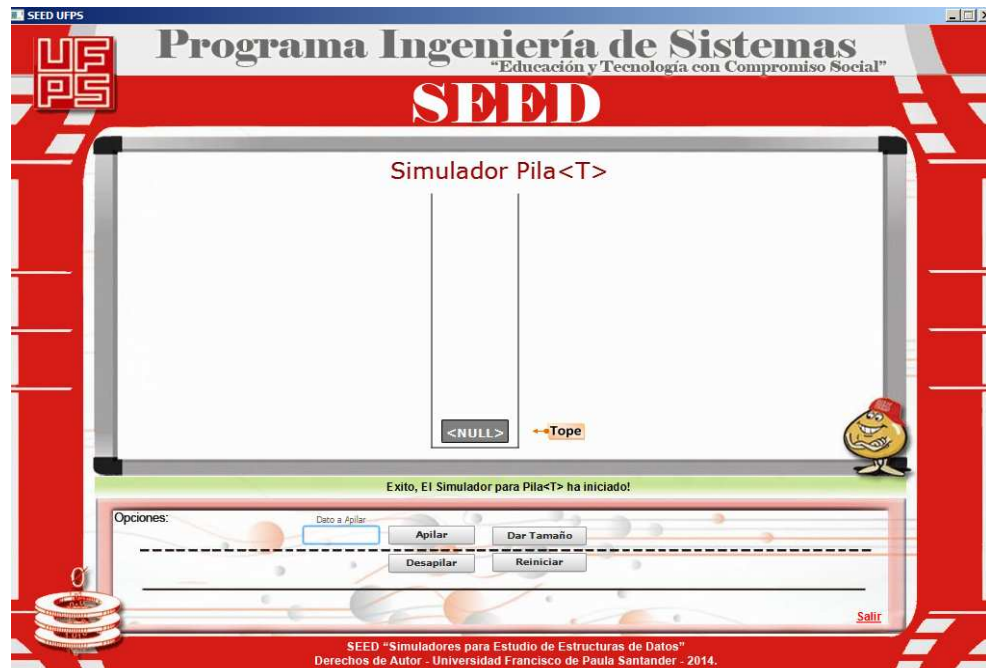 SEED UFPS
UF
PS
Programa Ingeniería de Sistemas
“Educación y Tecnología con Compromiso Social”
SEED
Simulador Pila<T>
<NULL>
Tope
Exito, El Simulador para Pila<T> ha iniciado!
Opciones:
Dato a Apilar
Apilar
Dar Tamaño
Desapilar
Reiniciar
Salir
SEED “Simuladores para Estudio de Estructuras de Datos”
Derechos de Autor - Universidad Francisco de Paula Santander - 2014.